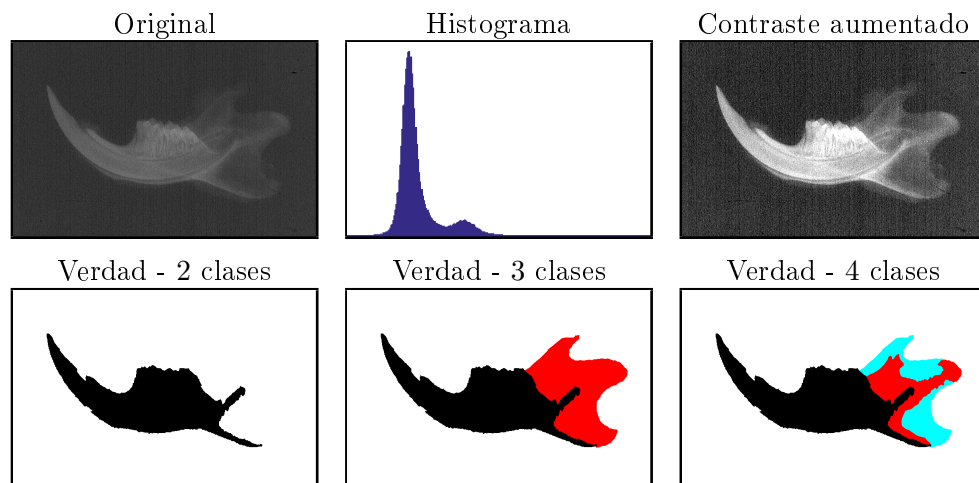 Original
Histograma
Contraste aumentado
Verdad - 2 clases
Verdad - 3 clases
Verdad - 4 clases